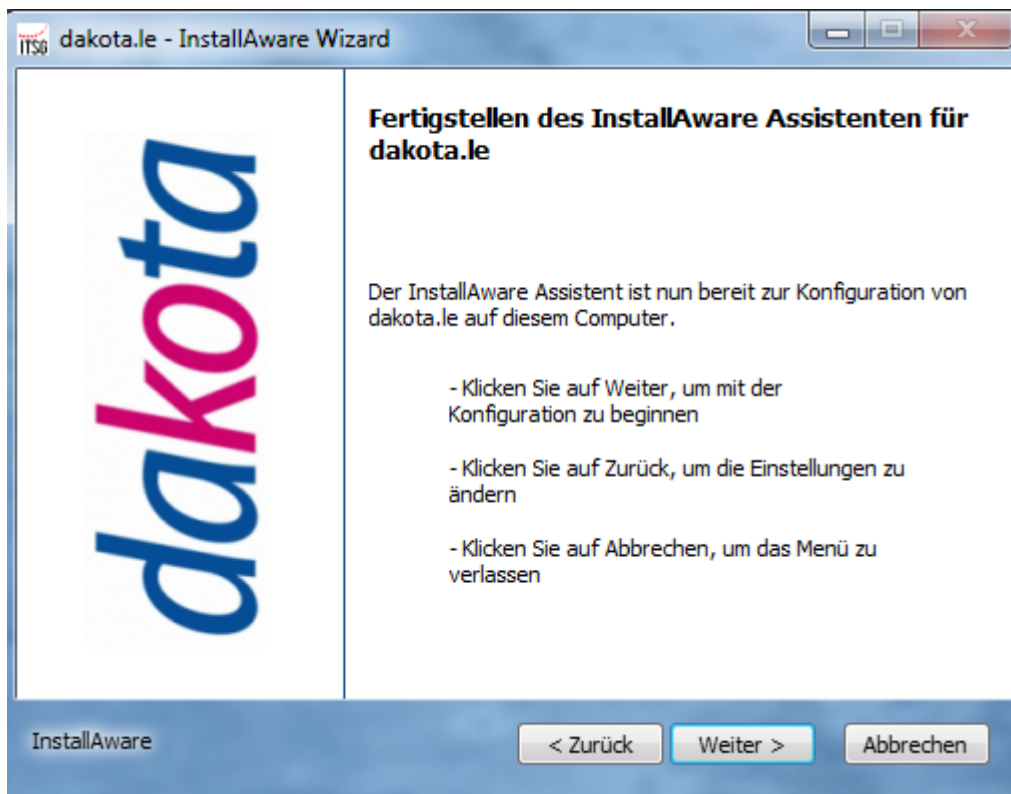 ITSG dakota.le - InstallAware Wizard
Fertigstellen des InstallAware Assistenten für
dakota.le
dakota
Der InstallAware Assistent ist nun bereit zur Konfiguration von
dakota.le auf diesem Computer.
- Klicken Sie auf Weiter, um mit der
Konfiguration zu beginnen
- Klicken Sie auf Zurück, um die Einstellungen zu
ändern
- Klicken Sie auf Abbrechen, um das Menü zu
verlassen
InstallAware
< Zurück
Weiter >
Abbrechen